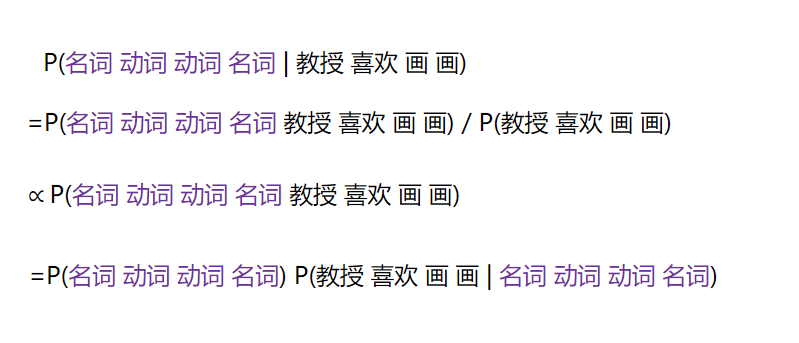 P(名词 动词 动词 名词 | 教授 喜欢 画 画)
=P(名词 动词 动词 名词 教授 喜欢 画 画) / P(教授 喜欢 画 画)
∝P(名词 动词 动词 名词 教授 喜欢 画 画)
=P(名词 动词 动词 名词) P(教授 喜欢 画 画 | 名词 动词 动词 名词)